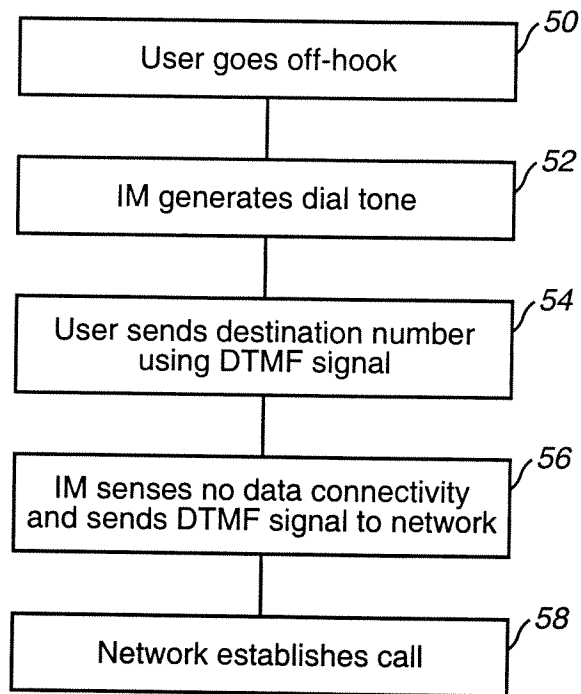 50
User goes off-hook
52
IM generates dial tone
54
User sends destination number
using DTMF signal
56
IM senses no data connectivity
and sends DTMF signal to network
58
Network establishes call